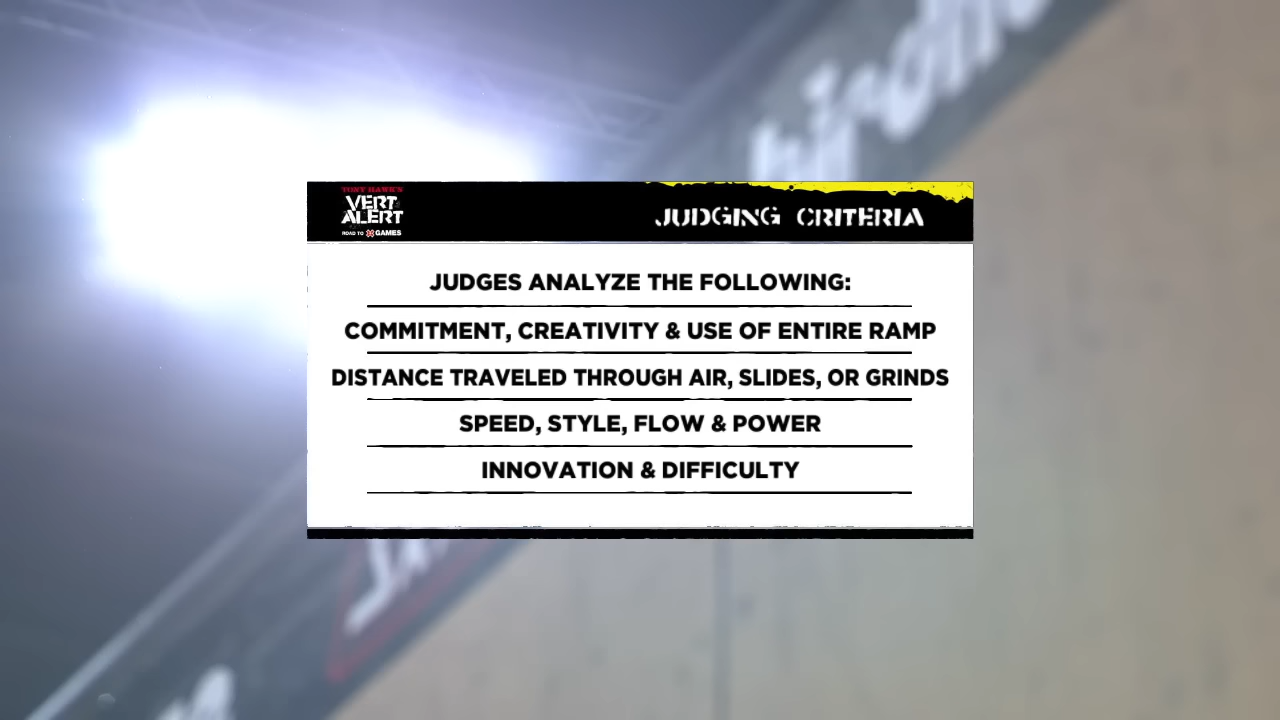 TONY HAWK'S
VERT
ALERT
ROAD TO X GAMES
JUDGING CRITERIA
JUDGES ANALYZE THE FOLLOWING:
COMMITMENT, CREATIVITY & USE OF ENTIRE RAMP
DISTANCE TRAVELED THROUGH AIR, SLIDES, OR GRINDS
SPEED, STYLE, FLOW & POWER
INNOVATION & DIFFICULTY